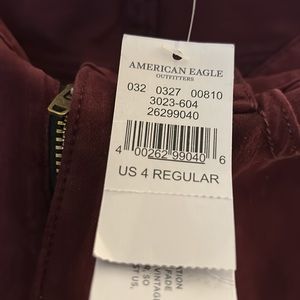 AMERICAN EAGLE
OUTFITTERS
032 0327 00810
3023-604
26299040
4 00262 99040 6
US 4 REGULAR